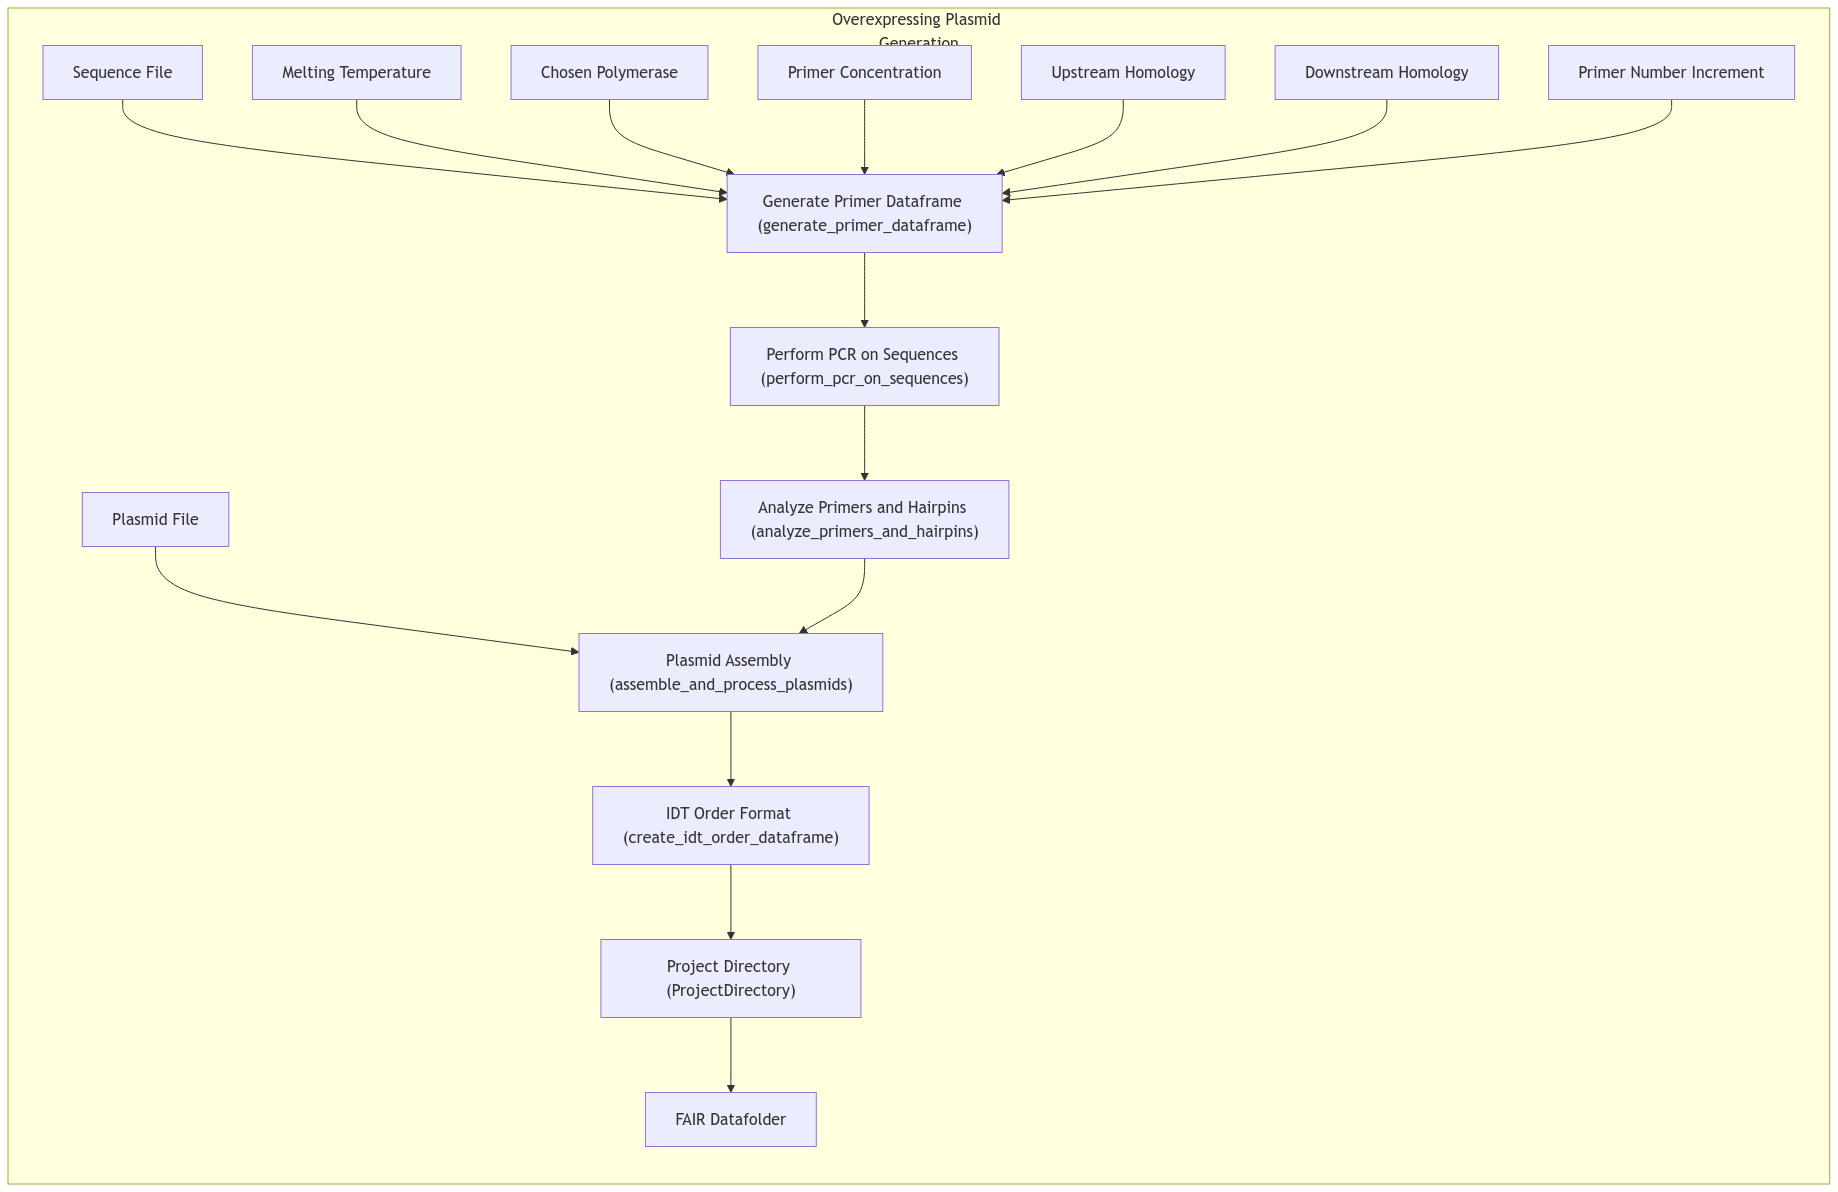 Overexpressing Plasmid
Generation
Sequence File
Melting Temperature
Chosen Polymerase
Primer Concentration
Upstream Homology
Downstream Homology
Primer Number Increment
Generate Primer Dataframe
(generate_primer_dataframe)
Perform PCR on Sequences
(perform_pcr_on_sequences)
Analyze Primers and Hairpins
(analyze_primers_and_hairpins)
Plasmid File
Plasmid Assembly
(assemble_and_process_plasmids)
IDT Order Format
(create_idt_order_dataframe)
Project Directory
(ProjectDirectory)
FAIR Datafolder